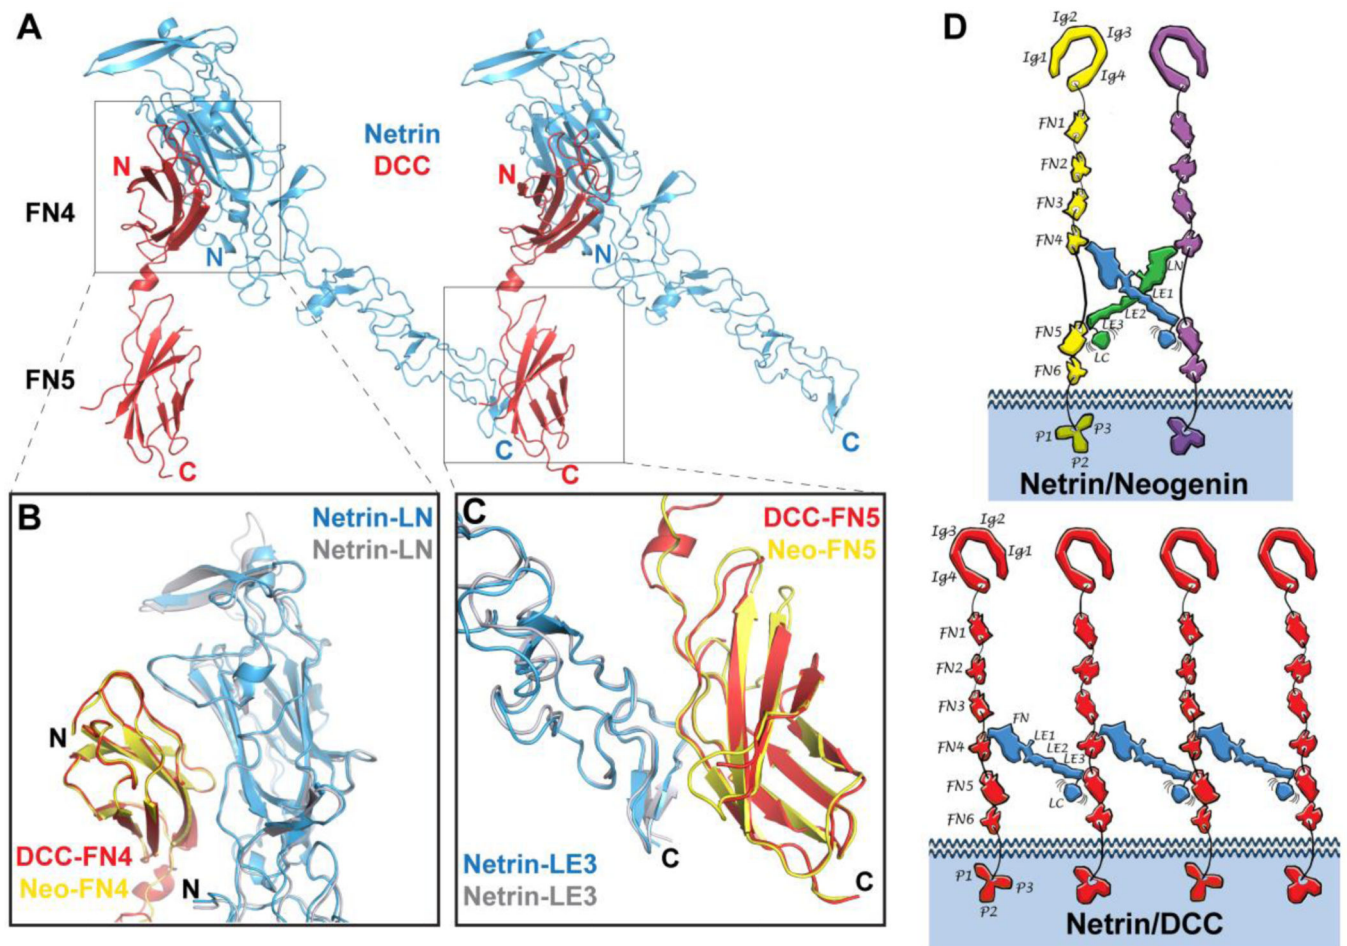 A
Netrin
DCC
N
N
FN4
N
N
FN5
C
C
C
C
B
Netrin-LN
Netrin-LN
N
DCC-FN4
Neo-FN4
N
C
DCC-FN5
Neo-FN5
Netrin-LE3
Netrin-LE3
C
C
D
Ig2
Ig3
Ig1
Ig4
FN1
FN2
FN3
FN4
LN
LE1
LE2
LE3
FN5
LC
FN6
P1
P3
P2
Netrin/Neogenin
Ig3
Ig2
Ig1
Ig4
FN1
FN2
FN3
FN
FN4
LE1
LE2
LE3
FN5
LC
FN6
P1
P3
P2
Netrin/DCC